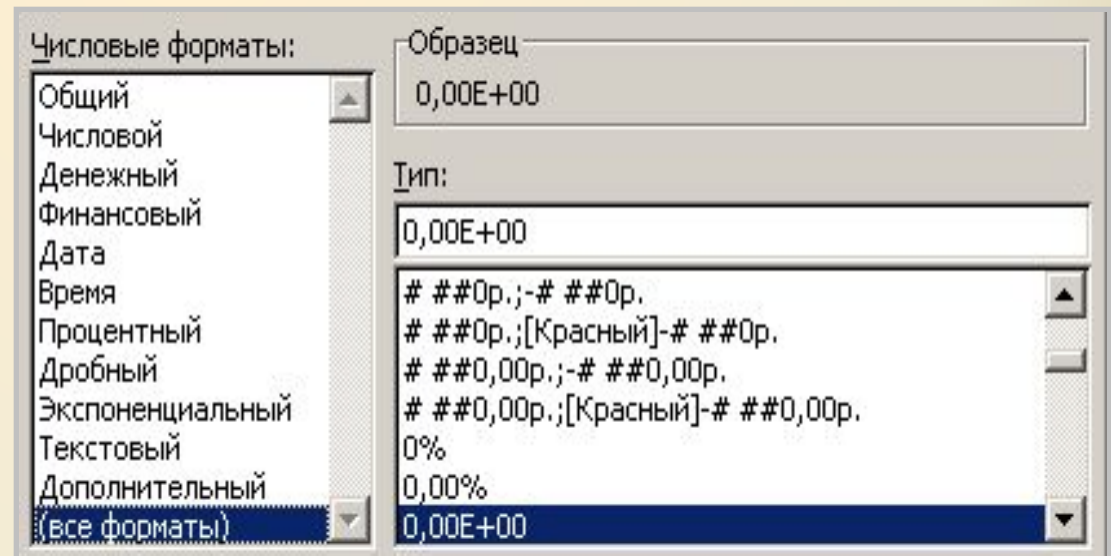 Числовые форматы:
Общий
Числовой
Денежный
Финансовый
Дата
Время
Процентный
Дробный
Экспоненциальный
Текстовый
Дополнительный
(все форматы)
Образец
0,00E+00
Тип:
0,00E+00
# ##0р.;-# ##0р.
# ##0р.;[Красный]-# ##0р.
# ##0,00р.;-# ##0,00р.
# ##0,00р.;[Красный]-# ##0,00р.
0%
0,00%
0,00E+00